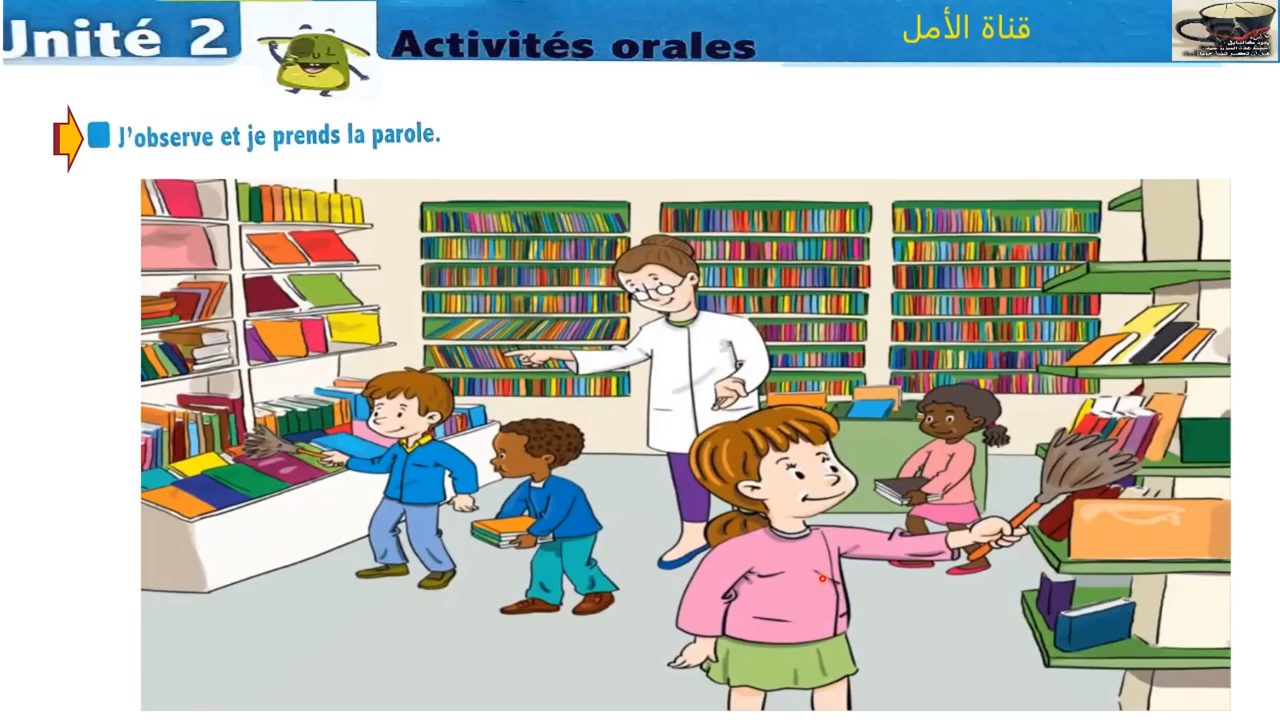 Unité 2
Activités orales
قناة الأمل
J'observe et je prends la parole.